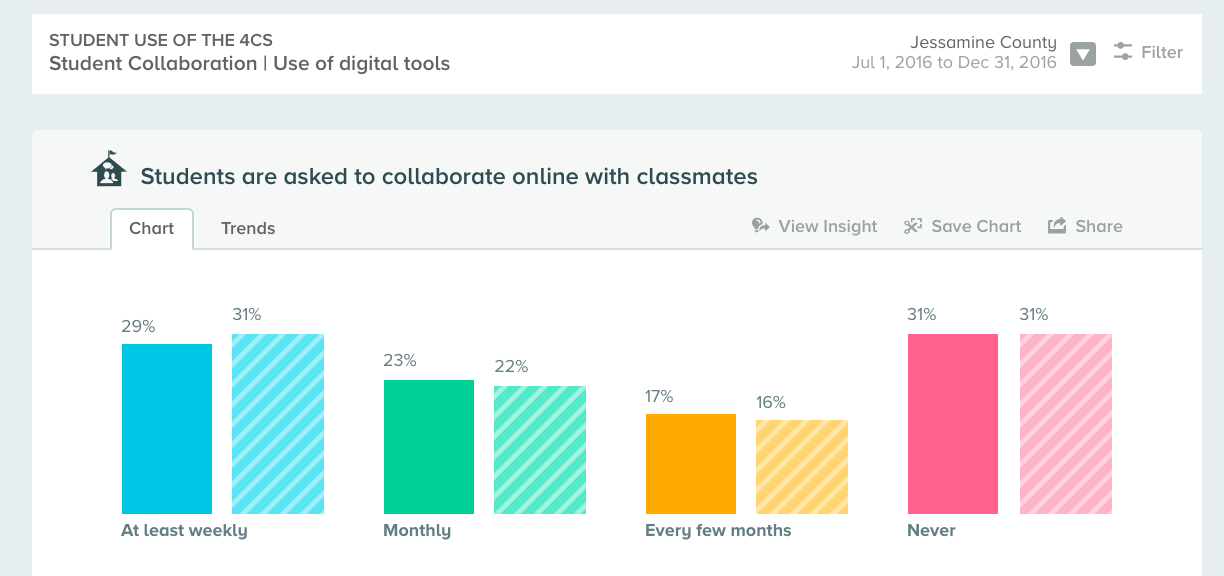 STUDENT USE OF THE 4CS
Student Collaboration | Use of digital tools
Jessamine County
Jul 1, 2016 to Dec 31, 2016
Filter
Students are asked to collaborate online with classmates
Chart
Trends
View Insight
Save Chart
Share
29%
31%
23%
22%
17%
16%
31%
31%
At least weekly
Monthly
Every few months
Never